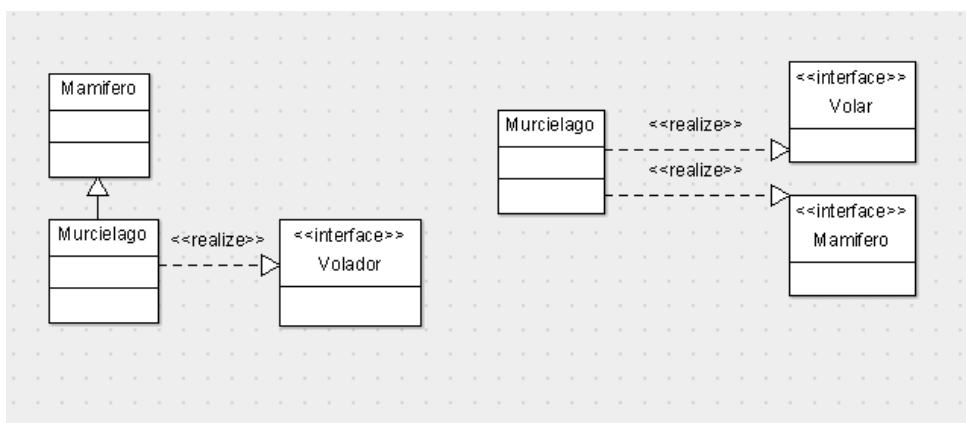 Mamifero
Murcielago
<<realize>>
<<interface>>
Volador
Murcielago
<<realize>>
<<realize>>
<<interface>>
Volar
<<interface>>
Mamifero